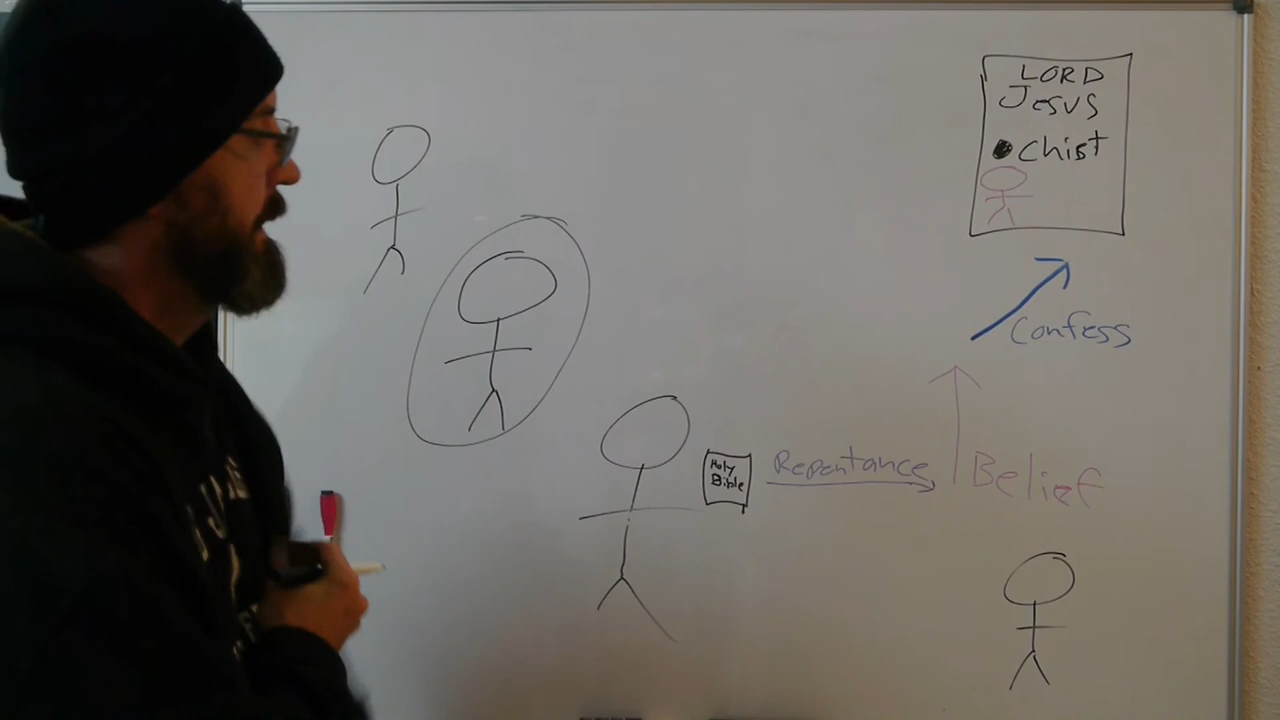 LORD
Jesus
Chist
Confess
Repentance
Belief
Holy
Bible